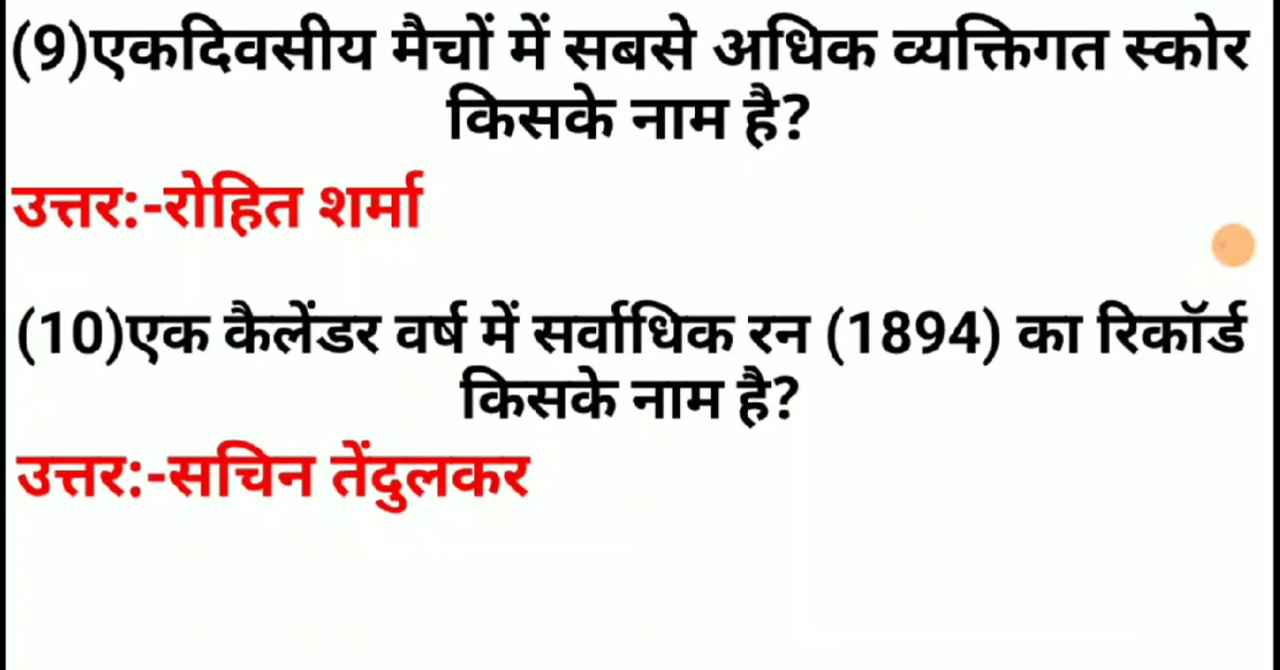 (9)एकदिवसीय मैचों में सबसे अधिक व्यक्तिगत स्कोर
किसके नाम है?
उत्तर:-रोहित शर्मा
(10)एक कैलेंडर वर्ष में सर्वाधिक रन (1894) का रिकॉर्ड
किसके नाम है?
उत्तर:-सचिन तेंदुलकर